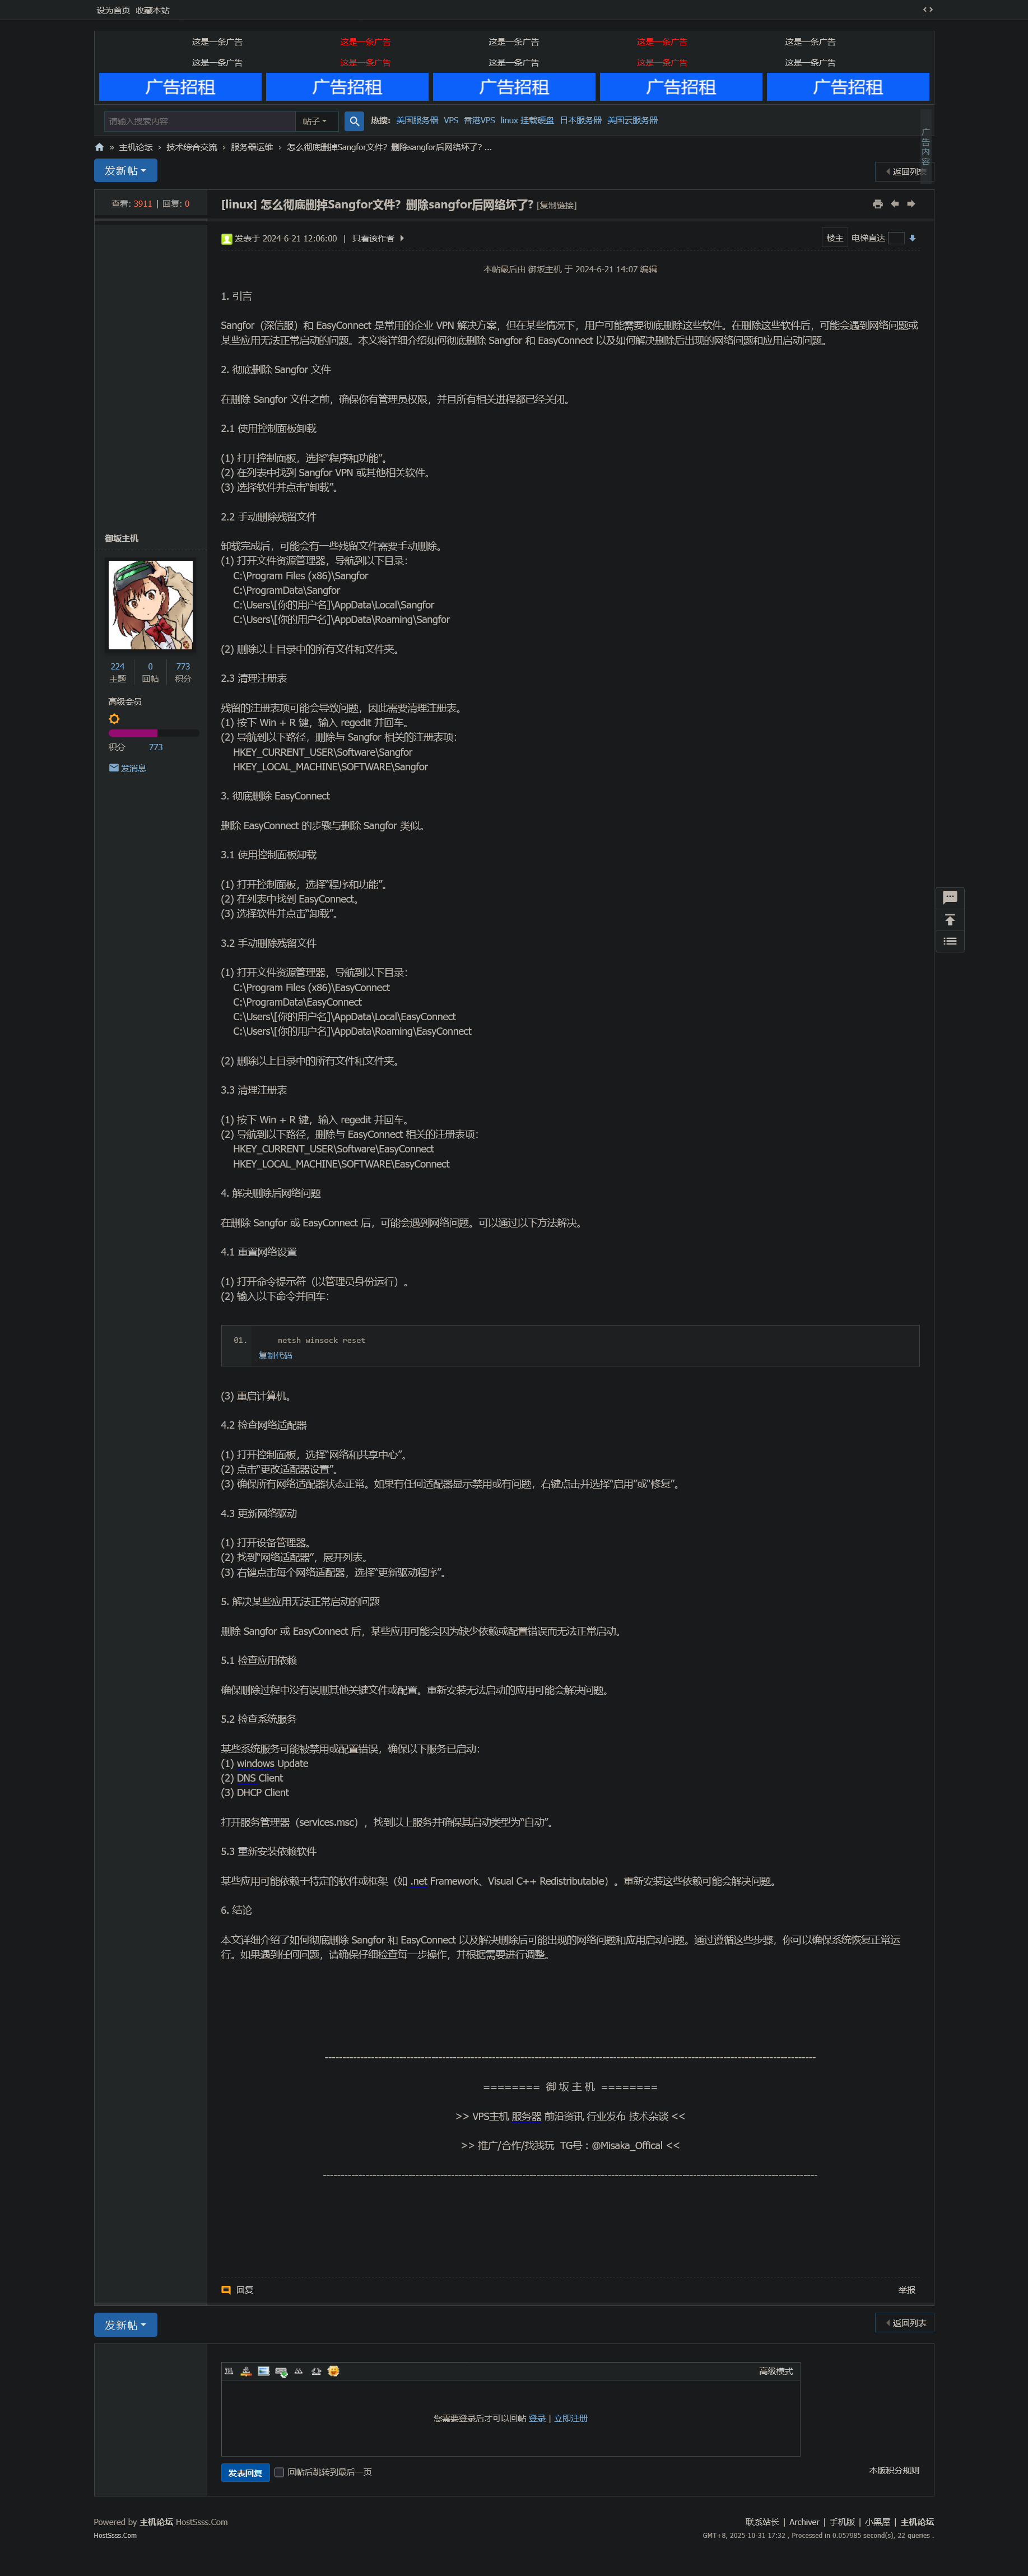 设为首页 收藏本站
这是一条广告 这是一条广告 这是一条广告 这是一条广告 这是一条广告
这是一条广告 这是一条广告 这是一条广告 这是一条广告 这是一条广告
广告招租 广告招租 广告招租 广告招租 广告招租
请输入搜索内容 帖子 热搜: 美国服务器 VPS 香港VPS linux 挂载硬盘 日本服务器 美国云服务器
广告内容
» 主机论坛 › 技术综合交流 › 服务器运维 › 怎么彻底删掉Sangfor文件？删除sangfor后网络坏了? ...
发新帖 返回列表
查看: 3911 | 回复: 0
[linux] 怎么彻底删掉Sangfor文件？删除sangfor后网络坏了? [复制链接]
发表于 2024-6-21 12:06:00 | 只看该作者
楼主 电梯直达
本帖最后由 御坂主机 于 2024-6-21 14:07 编辑
1. 引言
Sangfor（深信服）和 EasyConnect 是常用的企业 VPN 解决方案，但在某些情况下，用户可能需要彻底删除这些软件。在删除这些软件后，可能会遇到网络问题或
某些应用无法正常启动的问题。本文将详细介绍如何彻底删除 Sangfor 和 EasyConnect 以及如何解决删除后出现的网络问题和应用启动问题。
2. 彻底删除 Sangfor 文件
在删除 Sangfor 文件之前，确保你有管理员权限，并且所有相关进程都已经关闭。
2.1 使用控制面板卸载
(1) 打开控制面板，选择“程序和功能”。
(2) 在列表中找到 Sangfor VPN 或其他相关软件。
(3) 选择软件并点击“卸载”。
2.2 手动删除残留文件
卸载完成后，可能会有一些残留文件需要手动删除。
(1) 打开文件资源管理器，导航到以下目录：
C:\Program Files (x86)\Sangfor
C:\ProgramData\Sangfor
C:\Users\[你的用户名]\AppData\Local\Sangfor
C:\Users\[你的用户名]\AppData\Roaming\Sangfor
(2) 删除以上目录中的所有文件和文件夹。
御坂主机
224 0 773
主题 回帖 积分
高级会员
积分 773
发消息
2.3 清理注册表
残留的注册表项可能会导致问题，因此需要清理注册表。
(1) 按下 Win + R 键，输入 regedit 并回车。
(2) 导航到以下路径，删除与 Sangfor 相关的注册表项：
HKEY_CURRENT_USER\Software\Sangfor
HKEY_LOCAL_MACHINE\SOFTWARE\Sangfor
3. 彻底删除 EasyConnect
删除 EasyConnect 的步骤与删除 Sangfor 类似。
3.1 使用控制面板卸载
(1) 打开控制面板，选择“程序和功能”。
(2) 在列表中找到 EasyConnect。
(3) 选择软件并点击“卸载”。
3.2 手动删除残留文件
(1) 打开文件资源管理器，导航到以下目录：
C:\Program Files (x86)\EasyConnect
C:\ProgramData\EasyConnect
C:\Users\[你的用户名]\AppData\Local\EasyConnect
C:\Users\[你的用户名]\AppData\Roaming\EasyConnect
(2) 删除以上目录中的所有文件和文件夹。
3.3 清理注册表
(1) 按下 Win + R 键，输入 regedit 并回车。
(2) 导航到以下路径，删除与 EasyConnect 相关的注册表项：
HKEY_CURRENT_USER\Software\EasyConnect
HKEY_LOCAL_MACHINE\SOFTWARE\EasyConnect
4. 解决删除后网络问题
在删除 Sangfor 或 EasyConnect 后，可能会遇到网络问题。可以通过以下方法解决。
4.1 重置网络设置
(1) 打开命令提示符（以管理员身份运行）。
(2) 输入以下命令并回车：
01. netsh winsock reset
复制代码
(3) 重启计算机。
4.2 检查网络适配器
(1) 打开控制面板，选择“网络和共享中心”。
(2) 点击“更改适配器设置”。
(3) 确保所有网络适配器状态正常。如果有任何适配器显示禁用或有问题，右键点击并选择“启用”或“修复”。
4.3 更新网络驱动
(1) 打开设备管理器。
(2) 找到“网络适配器”，展开列表。
(3) 右键点击每个网络适配器，选择“更新驱动程序”。
5. 解决某些应用无法正常启动的问题
删除 Sangfor 或 EasyConnect 后，某些应用可能会因为缺少依赖或配置错误而无法正常启动。
5.1 检查应用依赖
确保删除过程中没有误删其他关键文件或配置。重新安装无法启动的应用可能会解决问题。
5.2 检查系统服务
某些系统服务可能被禁用或配置错误，确保以下服务已启动：
(1) windows Update
(2) DNS Client
(3) DHCP Client
打开服务管理器（services.msc），找到以上服务并确保其启动类型为“自动”。
5.3 重新安装依赖软件
某些应用可能依赖于特定的软件或框架（如 .net Framework、Visual C++ Redistributable）。重新安装这些依赖可能会解决问题。
6. 结论
本文详细介绍了如何彻底删除 Sangfor 和 EasyConnect 以及解决删除后可能出现的网络问题和应用启动问题。通过遵循这些步骤，你可以确保系统恢复正常运
行。如果遇到任何问题，请确保仔细检查每一步操作，并根据需要进行调整。
======== 御 坂 主 机 ========
>> VPS主机 服务器 前沿资讯 行业发布 技术杂谈 <<
>> 推广/合作/找我玩 TG号 : @Misaka_Offical <<
回复 举报
发新帖 返回列表
高级模式
您需要登录后才可以回帖 登录 | 立即注册
发表回复 回帖后跳转到最后一页 本版积分规则
Powered by 主机论坛 HostSsss.Com
HostSsss.Com
联系站长 | Archiver | 手机版 | 小黑屋 | 主机论坛
GMT+8, 2025-10-31 17:32 , Processed in 0.057985 second(s), 22 queries .